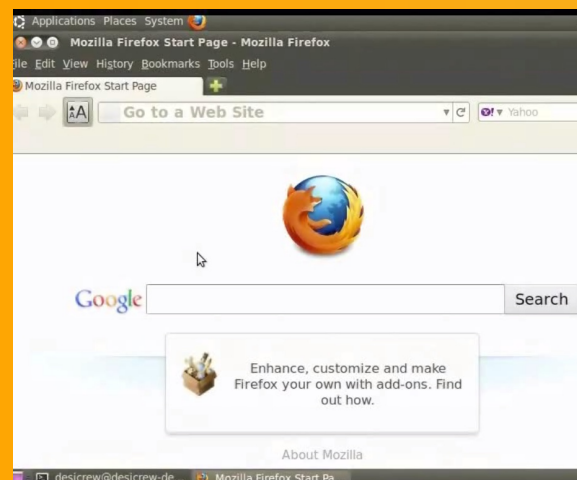 Applications Places System
Mozilla Firefox Start Page - Mozilla Firefox
File Edit View History Bookmarks Tools Help
Mozilla Firefox Start Page
AA Go to a Web Site Yahoo
Google Search
Enhance, customize and make
Firefox your own with add-ons. Find
out how.
About Mozilla
desicrew@desicrew-de... Mozilla Firefox Start Pa...